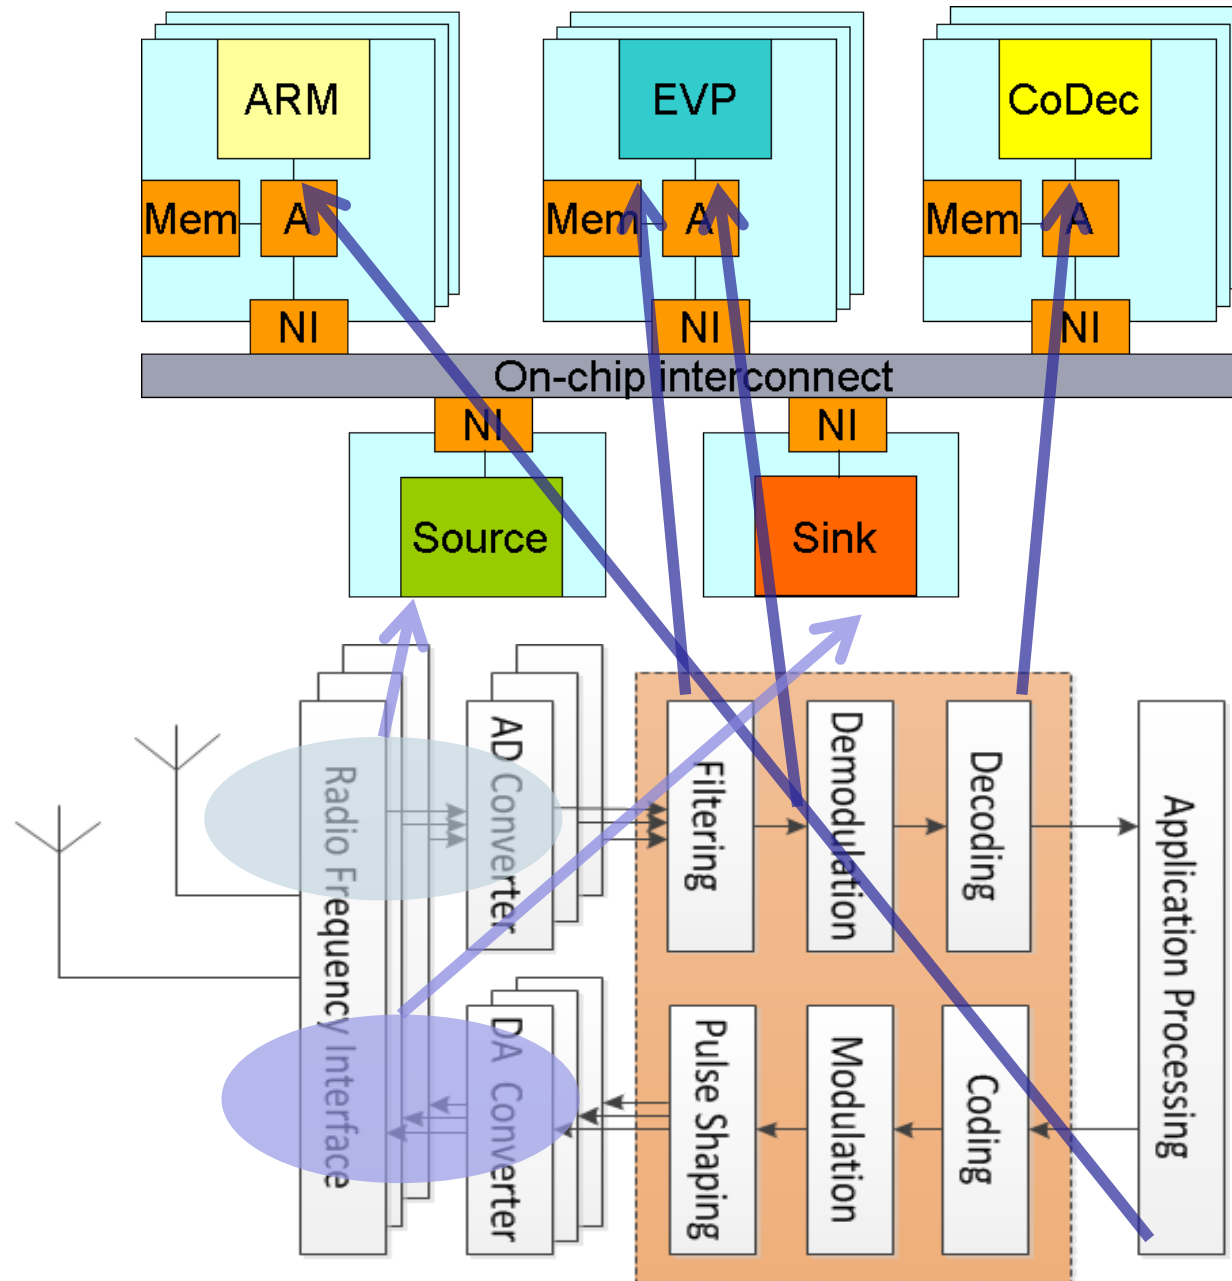 ARM
EVP
CoDec
Mem
A
Mem
A
Mem
A
NI
NI
NI
On-chip interconnect
NI
NI
Source
Sink
Radio Frequency Interface
AD Converter
Filtering
Demodulation
Decoding
Application Processing
DA Converter
Pulse Shaping
Modulation
Coding